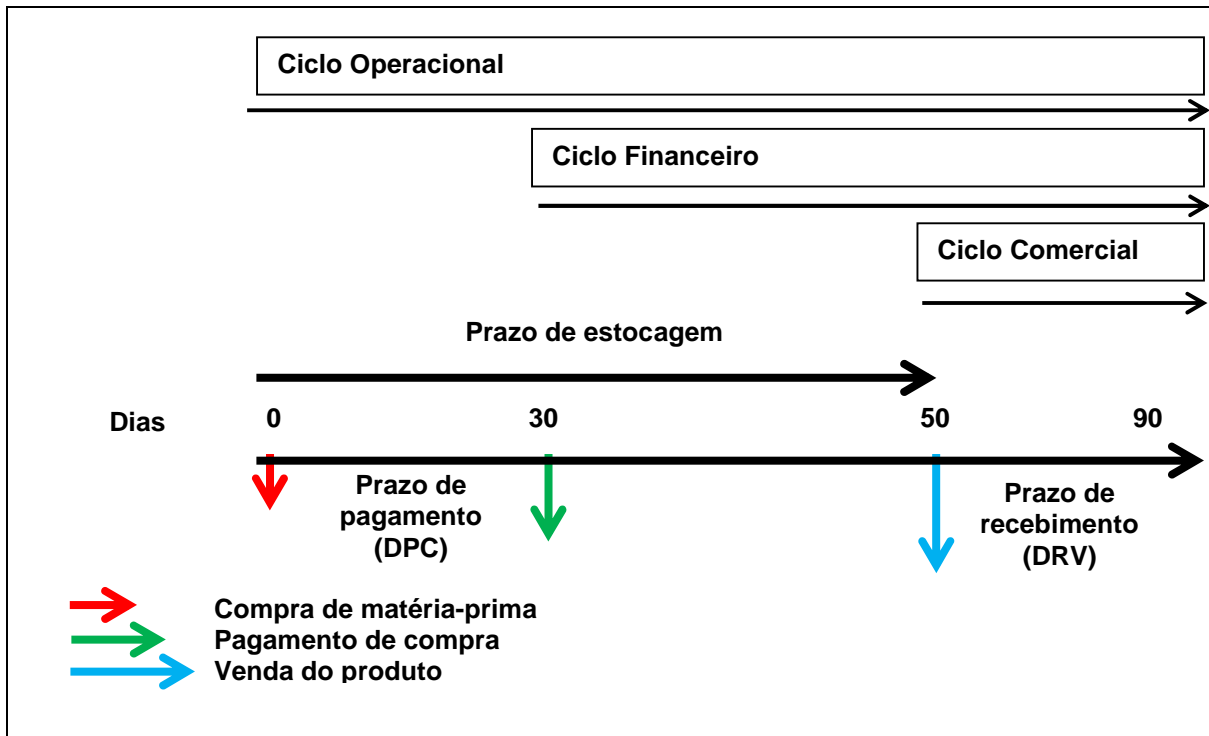 Ciclo Operacional
Ciclo Financeiro
Ciclo Comercial
Prazo de estocagem
Dias 0 30 50 90
Prazo de
pagamento
(DPC)
Prazo de
recebimento
(DRV)
Compra de matéria-prima
Pagamento de compra
Venda do produto